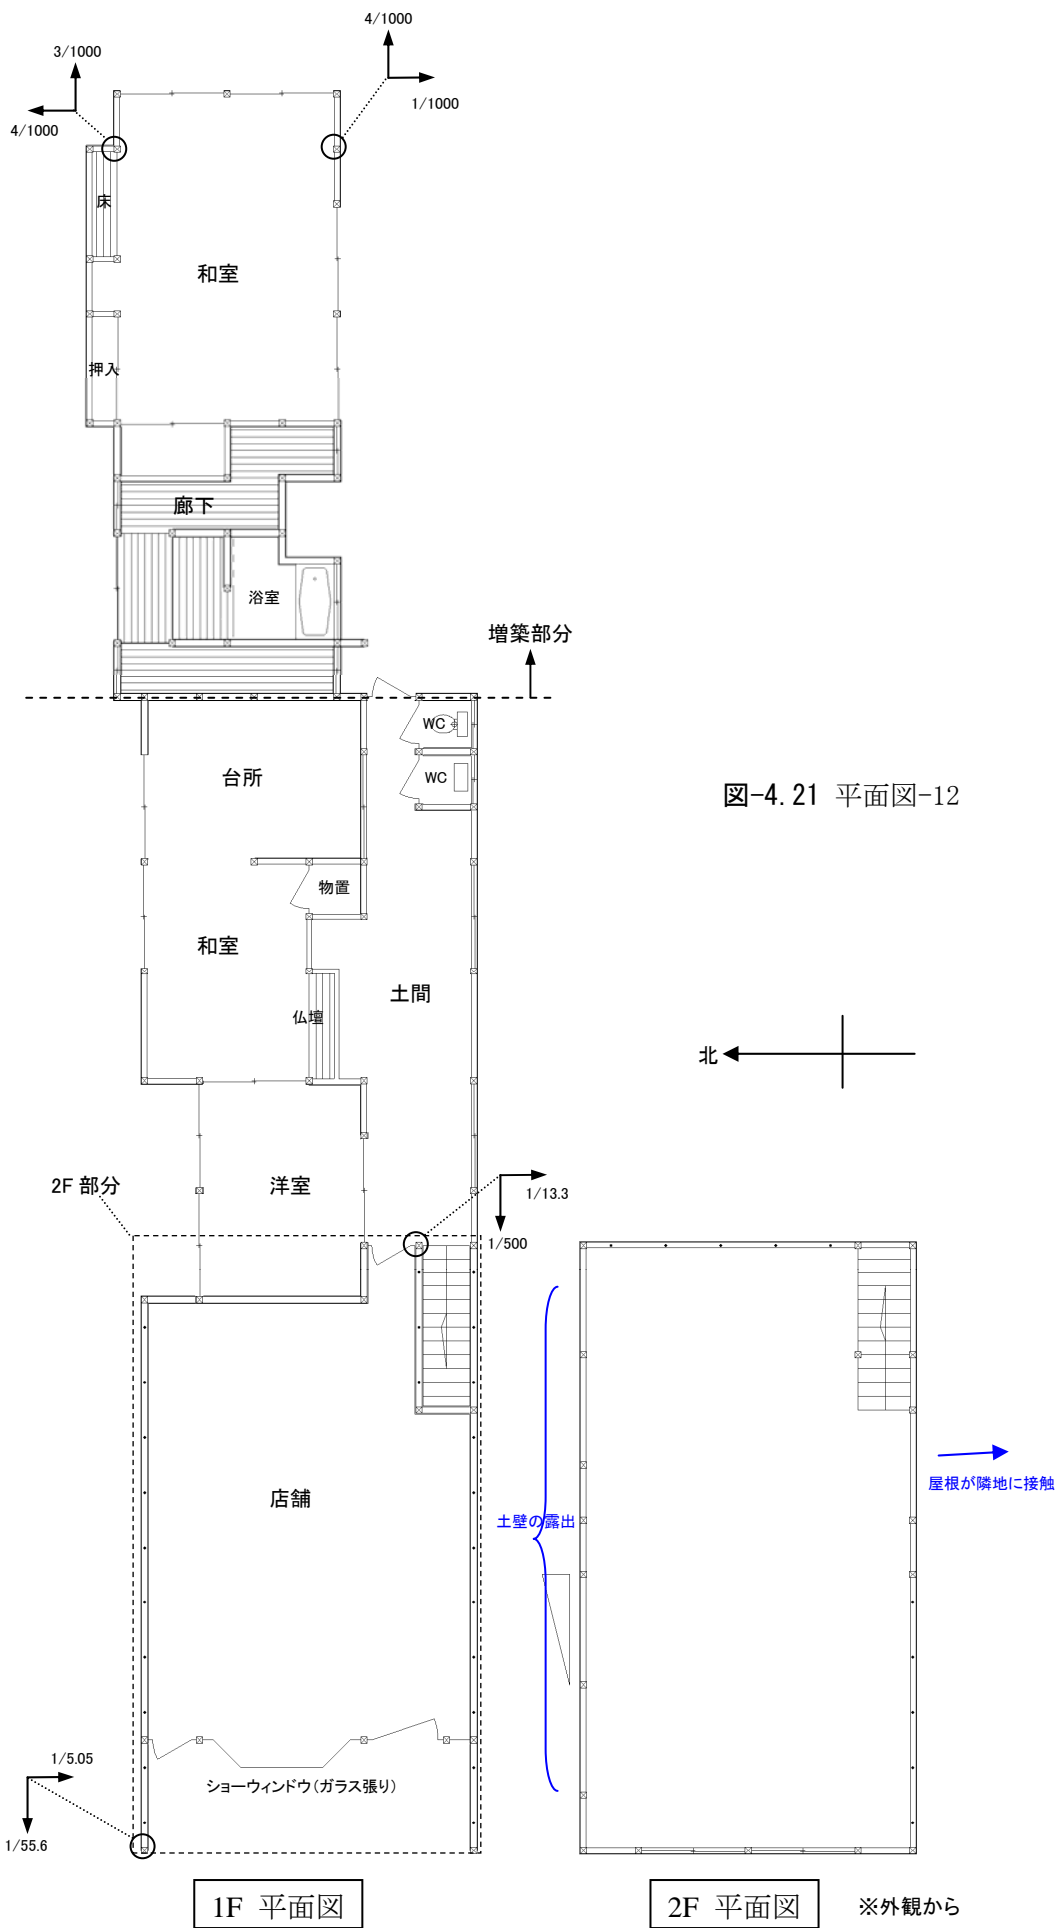 4/1000
3/1000
1/1000
4/1000
床
和室
押入
廊下
浴室
増築部分
WC
台所
WC
図-4.21 平面図-12
物置
和室
土間
仏壇
北
2F 部分
洋室
1/13.3
1/500
店舗
屋根が隣地に接触
土壁の露出
1/5.05
ショーウィンドウ(ガラス張り)
1/55.6
1F 平面図
2F 平面図
※外観から